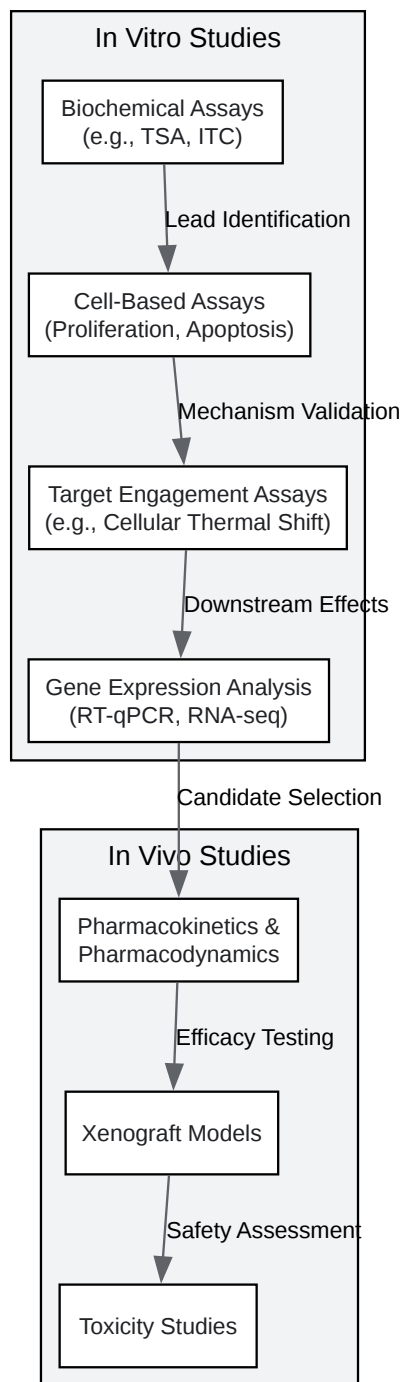 In Vitro Studies
Biochemical Assays
(e.g., TSA, ITC)
Lead Identification
Cell-Based Assays
(Proliferation, Apoptosis)
Mechanism Validation
Target Engagement Assays
(e.g., Cellular Thermal Shift)
Downstream Effects
Gene Expression Analysis
(RT-qPCR, RNA-seq)
Candidate Selection
In Vivo Studies
Pharmacokinetics &
Pharmacodynamics
Efficacy Testing
Xenograft Models
Safety Assessment
Toxicity Studies